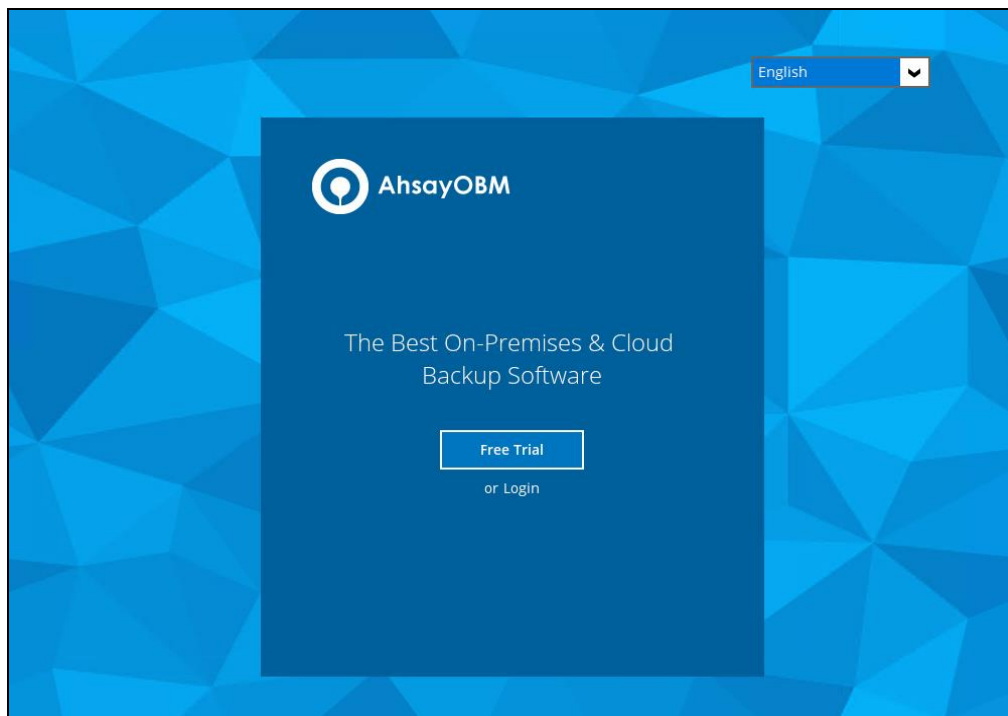 English
AhsayOBM
The Best On-Premises & Cloud
Backup Software
Free Trial
or Login